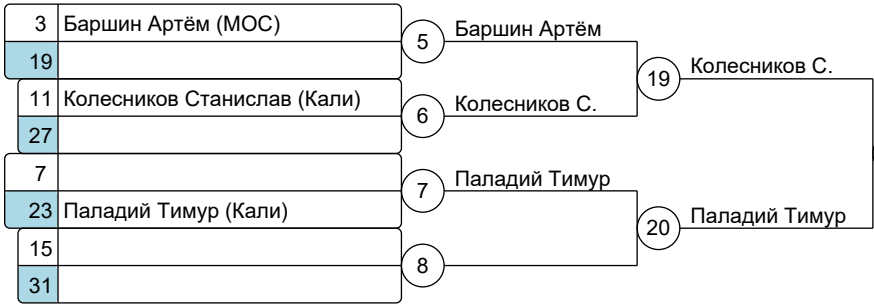 3 Баршин Артём (МОС)
19
5 Баршин Артём
11 Колесников Станислав (Кали)
27
6 Колесников С.
19 Колесников С.
7
23 Паладий Тимур (Кали)
7 Паладий Тимур
15
31
8
20 Паладий Тимур